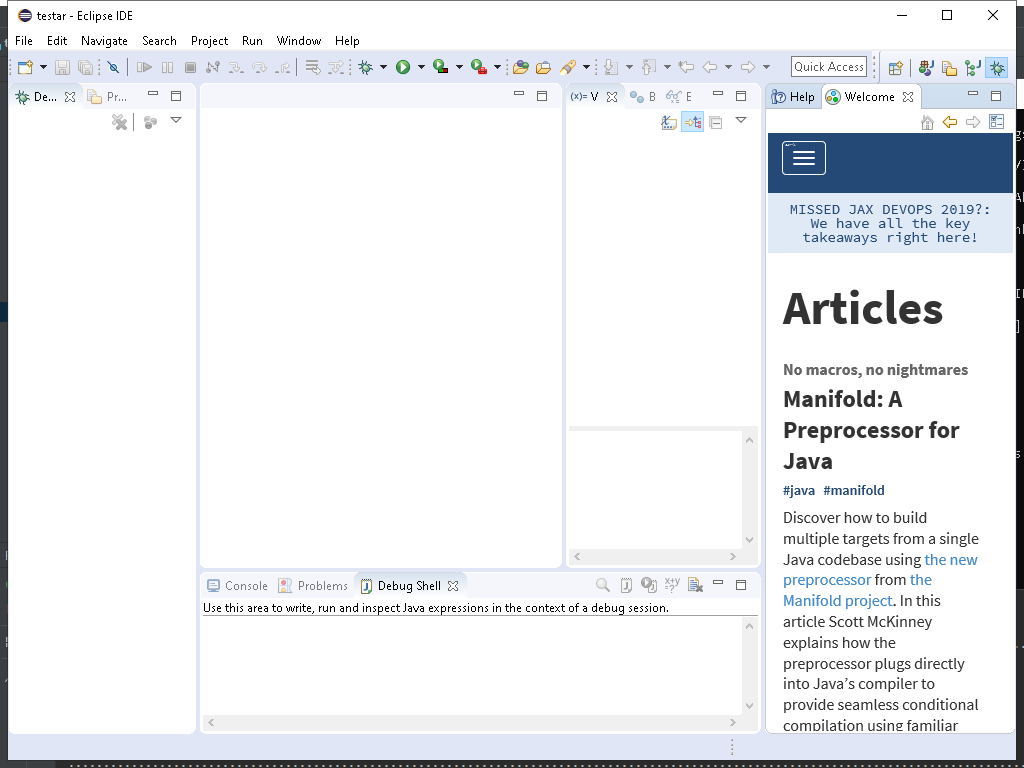 testar - Eclipse IDE
File Edit Navigate Search Project Run Window Help
Quick Access
De... Pr...
(x)= V B E
Help Welcome
MISSED JAX DEVOPS 2019?:
We have all the key
takeaways right here!
Articles
No macros, no nightmares
Manifold: A
Preprocessor for
Java
#java #manifold
Discover how to build
multiple targets from a single
Java codebase using the new
preprocessor from the
Manifold project. In this
article Scott McKinney
explains how the
preprocessor plugs directly
into Java’s compiler to
provide seamless conditional
compilation using familiar
Console Problems Debug Shell
Use this area to write, run and inspect Java expressions in the context of a debug session.